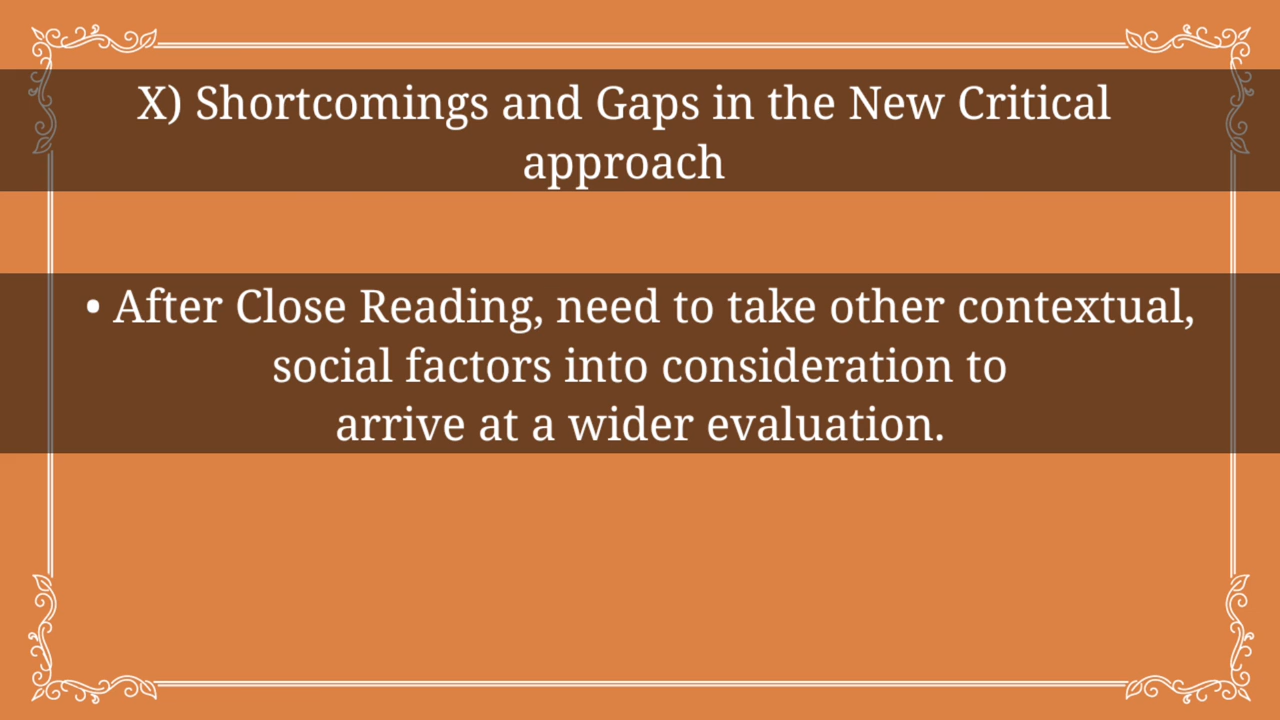 X) Shortcomings and Gaps in the New Critical
approach
• After Close Reading, need to take other contextual,
social factors into consideration to
arrive at a wider evaluation.